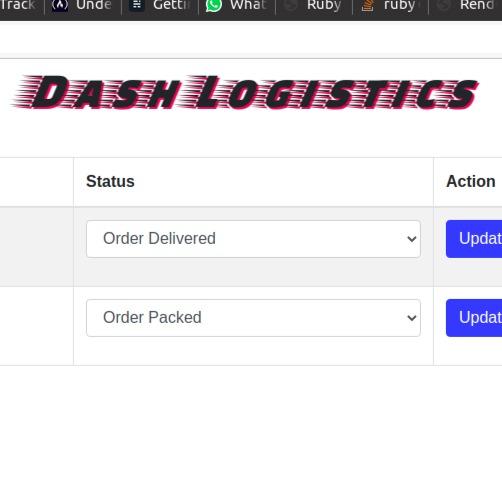 Track Unde Getti What Ruby ruby Rend
Dash Logistics
Status Action
Order Delivered Updat
Order Packed Updat